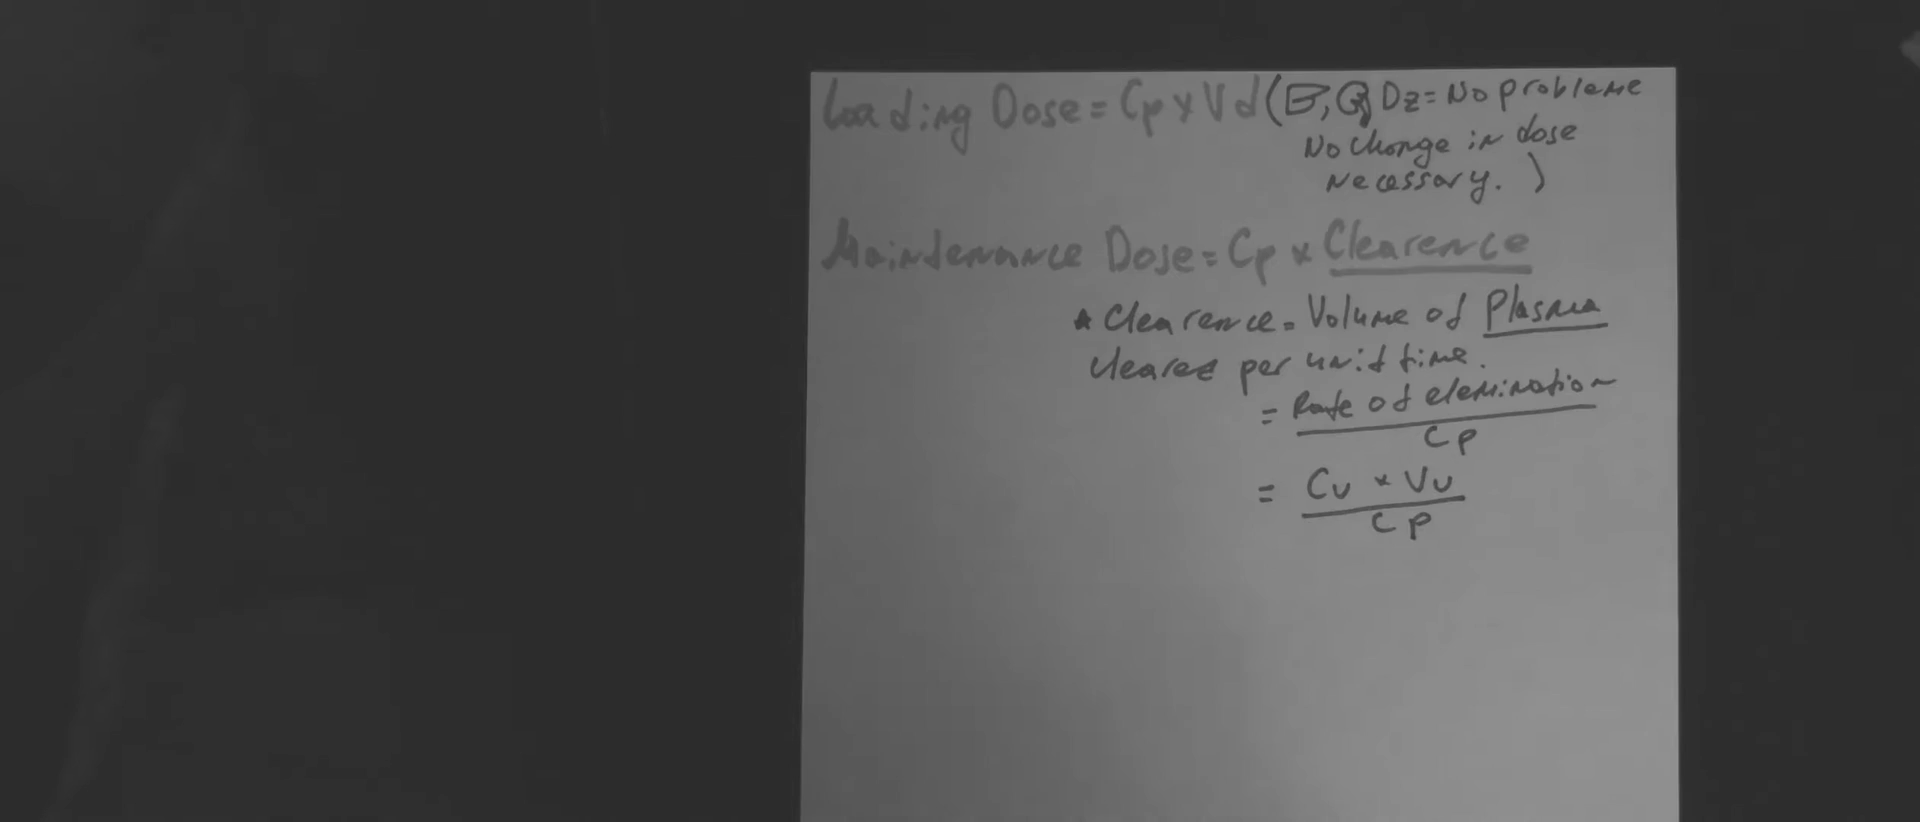 Loading Dose = Cp x Vd ( Dz = No probleme
No change in dose
necessary. )
Maintenance Dose = Cp x Clearence
* Clearence = Volume of Plasma
cleared per unit time.
= Rate of elemination
Cp
= Cu x Vu
Cp